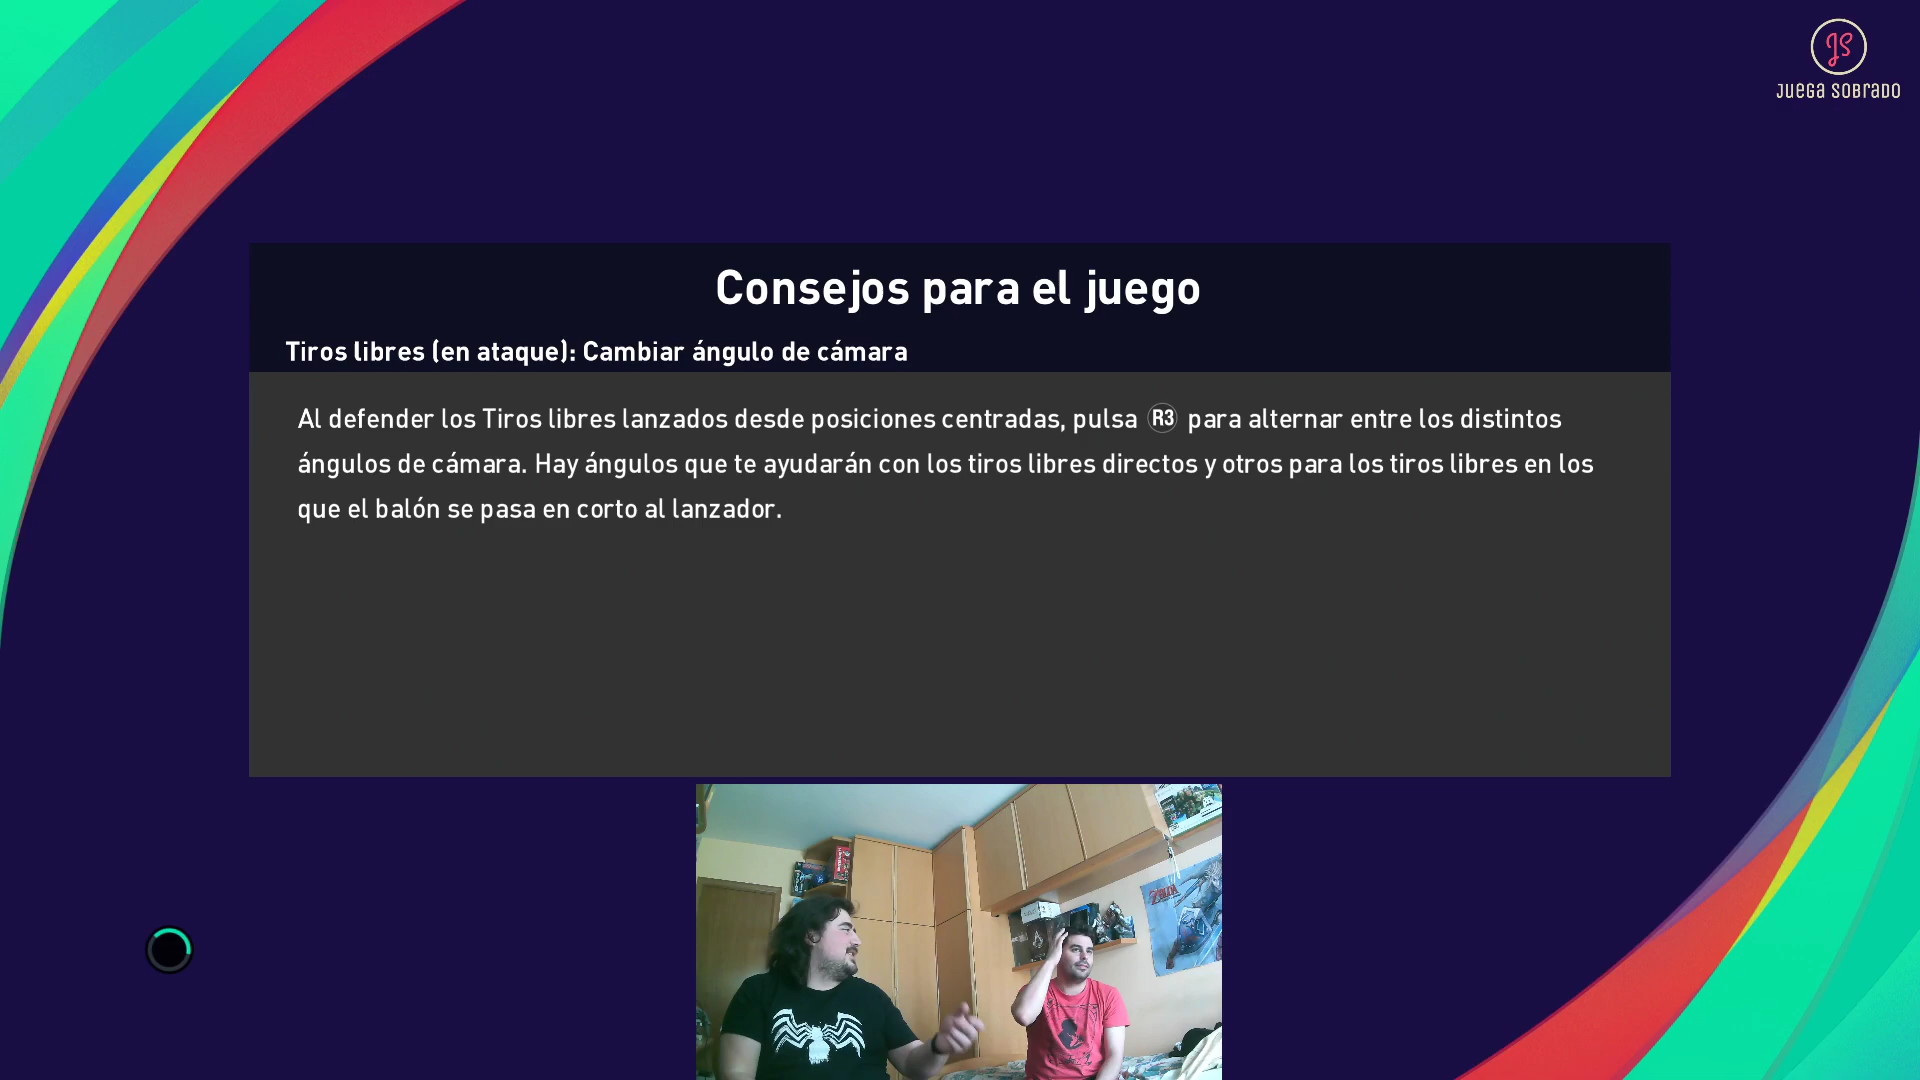 JS
JUEGA SOBRADO
Consejos para el juego
Tiros libres (en ataque): Cambiar ángulo de cámara
Al defender los Tiros libres lanzados desde posiciones centradas, pulsa R3 para alternar entre los distintos
ángulos de cámara. Hay ángulos que te ayudarán con los tiros libres directos y otros para los tiros libres en los
que el balón se pasa en corto al lanzador.
ZELDA